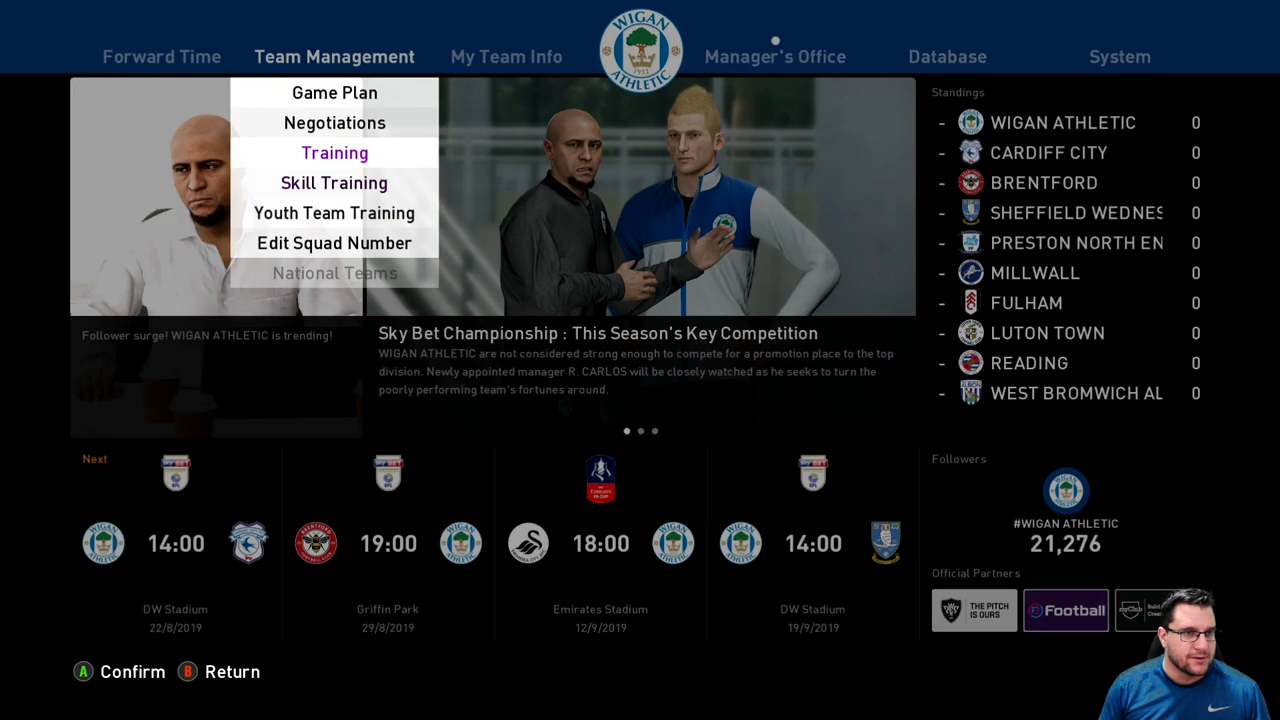 Forward Time
Team Management
My Team Info
WIGAN
ATHLETIC
1932
Manager's Office
Database
System
Game Plan
Negotiations
Training
Skill Training
Youth Team Training
Edit Squad Number
National Teams
Follower surge! WIGAN ATHLETIC is trending!
Sky Bet Championship : This Season's Key Competition
WIGAN ATHLETIC are not considered strong enough to compete for a promotion place to the top
division. Newly appointed manager R. CARLOS will be closely watched as he seeks to turn the
poorly performing team's fortunes around.
Standings
- WIGAN ATHLETIC 0
- CARDIFF CITY 0
- BRENTFORD 0
- SHEFFIELD WEDNES 0
- PRESTON NORTH EN 0
- MILLWALL 0
- FULHAM 0
- LUTON TOWN 0
- READING 0
- WEST BROMWICH AL 0
Next
14:00
DW Stadium
22/8/2019
19:00
Griffin Park
29/8/2019
18:00
Emirates Stadium
12/9/2019
14:00
DW Stadium
19/9/2019
Followers
#WIGAN ATHLETIC
21,276
Official Partners
THE PITCH
IS OURS
eFootball
myClub
A Confirm B Return